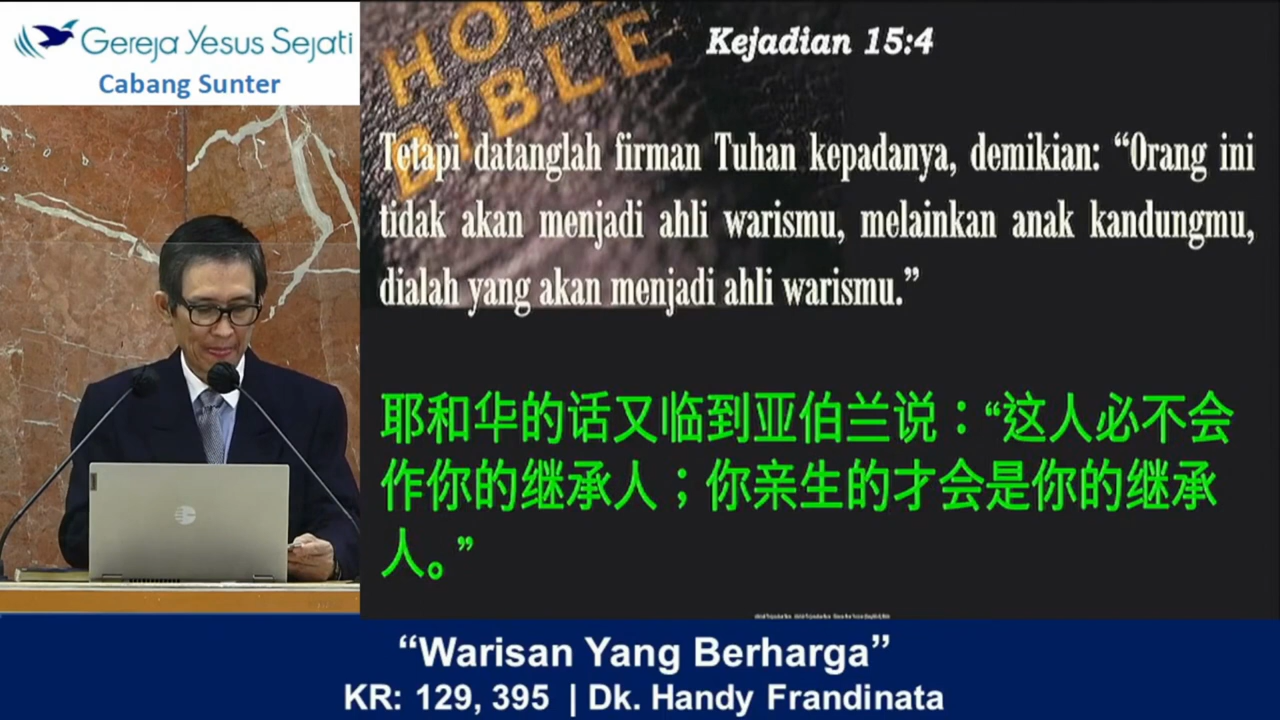 Gereja Yesus Sejati
Cabang Sunter
HOLY
BIBLE
Kejadian 15:4
Tetapi datanglah firman Tuhan kepadanya, demikian: “Orang ini
tidak akan menjadi ahli warismu, melainkan anak kandungmu,
dialah yang akan menjadi ahli warismu.”
耶和华的话又临到亚伯兰说：“这人必不会
作你的继承人；你亲生的才会是你的继承
人。”
“Warisan Yang Berharga”
KR: 129, 395 | Dk. Handy Frandinata